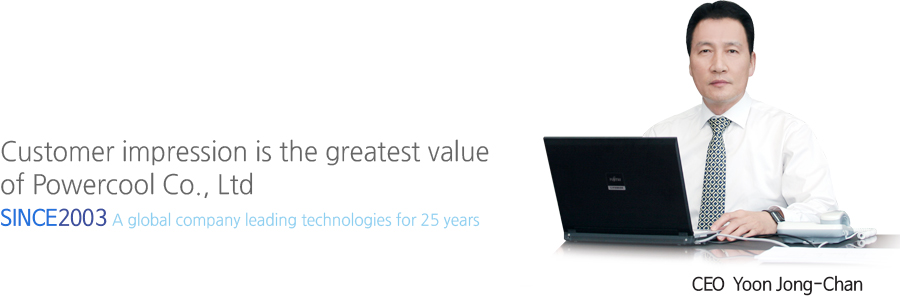 Customer impression is the greatest value
of Powercool Co., Ltd
SINCE2003 A global company leading technologies for 25 years
CEO Yoon Jong-Chan